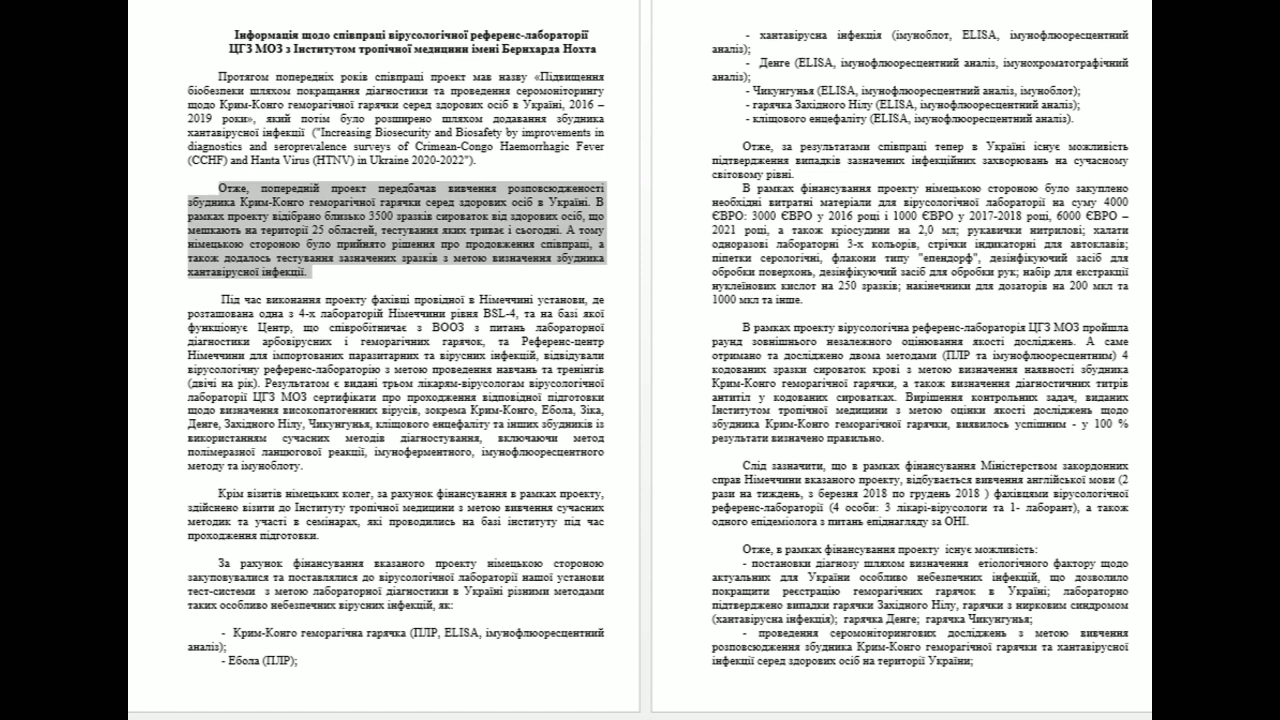 Інформація щодо співпраці вірусологічної референс-лабораторії
ЦГЗ МОЗ з Інститутом тропічної медицини імені Бернхарда Нохта
Протягом попередніх років співпраці проект мав назву «Підвищення
біобезпеки шляхом покращання діагностики та проведення серомоніторингу
щодо Крим-Конго геморагічної гарячки серед здорових осіб в Україні, 2016 –
2019 роки», який потім було розширено шляхом додавання збудника
хантавірусної інфекції ("Increasing Biosecurity and Biosafety by improvements in
diagnostics and seroprevalence surveys of Crimean-Congo Haemorrhagic Fever
(CCHF) and Hanta Virus (HTNV) in Ukraine 2020-2022").
Отже, попередній проект передбачав вивчення розповсюдженості
збудника Крим-Конго геморагічної гарячки серед здорових осіб в Україні. В
рамках проекту відібрано близько 3500 зразків сироваток від здорових осіб, що
мешкають на території 25 областей, тестування яких триває і сьогодні. А тому
німецькою стороною було прийнято рішення про продовження співпраці, а
також додалось тестування зазначених зразків з метою визначення збудника
хантавірусної інфекції.
Під час виконання проекту фахівці провідної в Німеччині установи, де
розташована одна з 4-х лабораторій Німеччини рівня BSL-4, та на базі якої
функціонує Центр, що співробітничає з ВООЗ з питань лабораторної
діагностики арбовірусних і геморагічних гарячок, та Референс-центр
Німеччини для імпортованих паразитарних та вірусних інфекцій, відвідували
вірусологічну референс-лабораторію з метою проведення навчань та тренінгів
(двічі на рік). Результатом є видані трьом лікарям-вірусологам вірусологічної
лабораторії ЦГЗ МОЗ сертифікати про проходження відповідної підготовки
щодо визначення високопатогенних вірусів, зокрема Крим-Конго, Ебола, Зіка,
Денге, Західного Нілу, Чикунгунья, кліщового енцефаліту та інших збудників із
використанням сучасних методів діагностування, включаючи метод
полімеразної ланцюгової реакції, імуноферментного, імунофлюоресцентного
методу та імуноблоту.
Крім візитів німецьких колег, за рахунок фінансування в рамках проекту,
здійснено візити до Інституту тропічної медицини з метою вивчення сучасних
методик та участі в семінарах, які проводились на базі інституту під час
проходження підготовки.
За рахунок фінансування вказаного проекту німецькою стороною
закуповувалися та поставлялися до вірусологічної лабораторії нашої установи
тест-системи з метою лабораторної діагностики в Україні різними методами
таких особливо небезпечних вірусних інфекцій, як:
- Крим-Конго геморагічна гарячка (ПЛР, ELISA, імунофлюоресцентний
аналіз);
- Ебола (ПЛР);
- хантавірусна інфекція (імуноблот, ELISA, імунофлюоресцентний
аналіз);
- Денге (ELISA, імунофлюоресцентний аналіз, імунохроматографічний
аналіз);
- Чикунгунья (ELISA, імунофлюоресцентний аналіз, імуноблот);
- гарячка Західного Нілу (ELISA, імунофлюоресцентний аналіз);
- кліщового енцефаліту (ELISA, імунофлюоресцентний аналіз).
Отже, за результатами співпраці тепер в Україні існує можливість
підтвердження випадків зазначених інфекційних захворювань на сучасному
світовому рівні.
В рамках фінансування проекту німецькою стороною було закуплено
необхідні витратні матеріали для вірусологічної лабораторії на суму 4000
ЄВРО: 3000 ЄВРО у 2016 році і 1000 ЄВРО у 2017-2018 році, 6000 ЄВРО –
2021 році, а також кріосудини на 2,0 мл; рукавички нитрилові; халати
одноразові лабораторні 3-х кольорів, стрічки індикаторні для автоклавів;
піпетки серологічні, флакони типу "епендорф", дезінфікуючий засіб для
обробки поверхонь, дезінфікуючий засіб для обробки рук; набір для екстракції
нуклеїнових кислот на 250 зразків; накінечники для дозаторів на 200 мкл та
1000 мкл та інше.
В рамках проекту вірусологічна референс-лабораторія ЦГЗ МОЗ пройшла
раунд зовнішнього незалежного оцінювання якості досліджень. А саме
отримано та досліджено двома методами (ПЛР та імунофлюоресцентним) 4
кодованих зразки сироваток крові з метою визначення наявності збудника
Крим-Конго геморагічної гарячки, а також визначення діагностичних титрів
антитіл у кодованих сироватках. Вирішення контрольних задач, виданих
Інститутом тропічної медицини з метою оцінки якості досліджень щодо
збудника Крим-Конго геморагічної гарячки, виявилось успішним - у 100 %
результати визначено правильно.
Слід зазначити, що в рамках фінансування Міністерством закордонних
справ Німеччини вказаного проекту, відбувається вивчення англійської мови (2
рази на тиждень, з березня 2018 по грудень 2018 ) фахівцями вірусологічної
референс-лабораторії (4 особи: 3 лікарі-вірусологи та 1- лаборант), а також
одного епідеміолога з питань епіднагляду за ОНІ.
Отже, в рамках фінансування проекту існує можливість:
- постановки діагнозу шляхом визначення етіологічного фактору щодо
актуальних для України особливо небезпечних інфекцій, що дозволило
покращити реєстрацію геморагічних гарячок в Україні; лабораторно
підтверджено випадки гарячки Західного Нілу, гарячки з нирковим синдромом
(хантавірусна інфекція); гарячка Денге; гарячка Чикунгунья;
- проведення серомоніторингових досліджень з метою вивчення
розповсюдження збудника Крим-Конго геморагічної гарячки та хантавірусної
інфекції серед здорових осіб на території України;